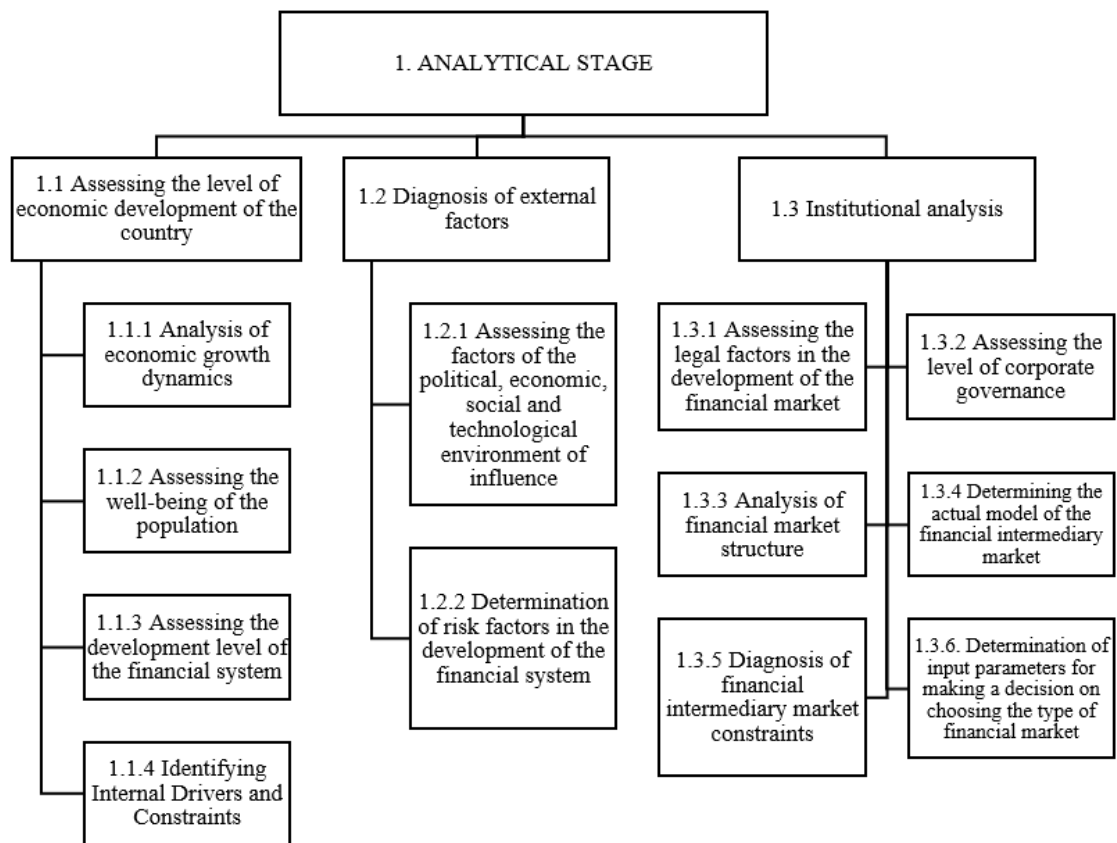 1. ANALYTICAL STAGE
1.1 Assessing the level of
economic development of the
country
1.2 Diagnosis of external
factors
1.3 Institutional analysis
1.1.1 Analysis of
economic growth
dynamics
1.1.2 Assessing the
well-being of the
population
1.1.3 Assessing the
development level of
the financial system
1.1.4 Identifying
Internal Drivers and
Constraints
1.2.1 Assessing the
factors of the
political, economic,
social and
technological
environment of
influence
1.2.2 Determination
of risk factors in the
development of the
financial system
1.3.1 Assessing the
legal factors in the
development of the
financial market
1.3.2 Assessing the
level of corporate
governance
1.3.3 Analysis of
financial market
structure
1.3.4 Determining the
actual model of the
financial intermediary
market
1.3.5 Diagnosis of
financial
intermediary market
constraints
1.3.6. Determination of
input parameters for
making a decision on
choosing the type of
financial market